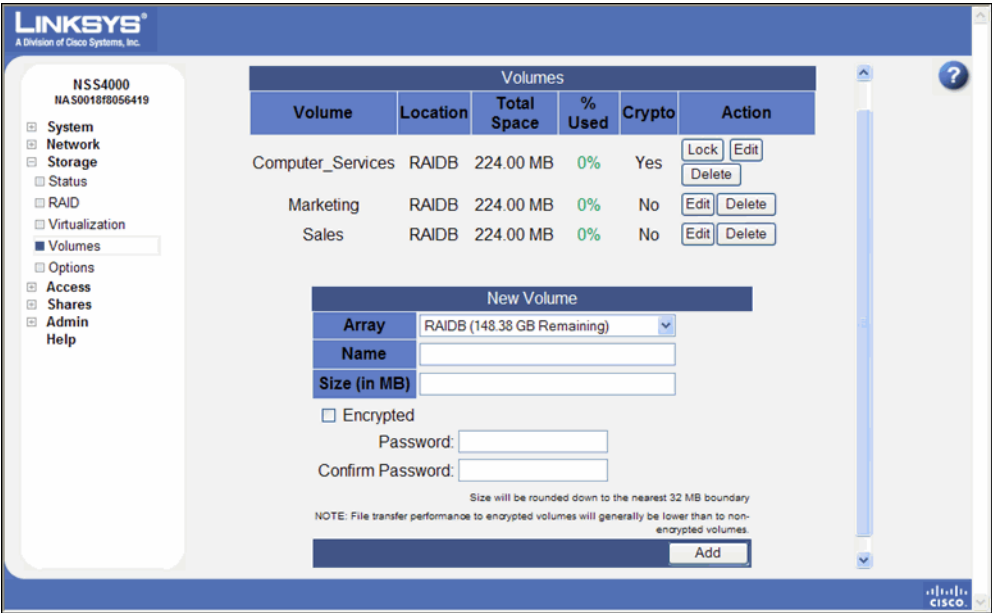 LINKSYS®
A Division of Cisco Systems, Inc.
NSS4000
NAS0018f8056419
System
Network
Storage
Status
RAID
Virtualization
Volumes
Options
Access
Shares
Admin
Help
Volumes
Volume Location Total Space % Used Crypto Action
Computer_Services RAIDB 224.00 MB 0% Yes Lock Edit Delete
Marketing RAIDB 224.00 MB 0% No Edit Delete
Sales RAIDB 224.00 MB 0% No Edit Delete
New Volume
Array RAIDB (148.38 GB Remaining)
Name
Size (in MB)
Encrypted
Password:
Confirm Password:
Size will be rounded down to the nearest 32 MB boundary
NOTE: File transfer performance to encrypted volumes will generally be lower than to non-
encrypted volumes.
Add
?
CISCO.